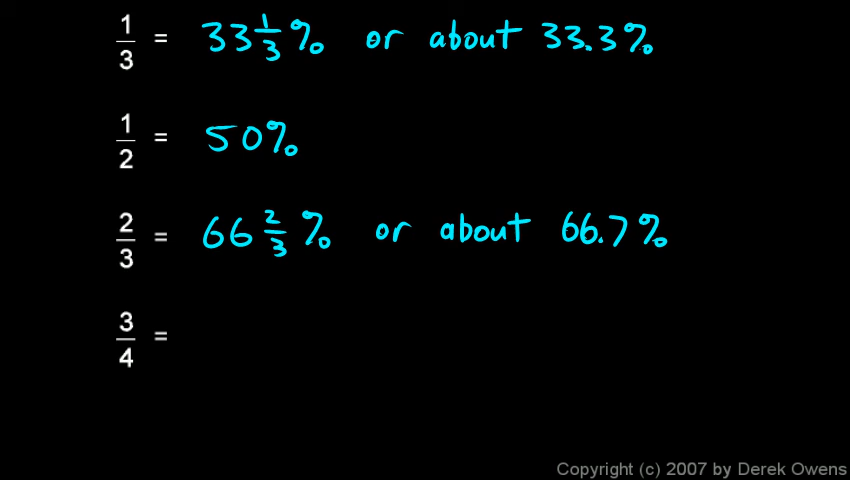 1/3 = 33 1/3 % or about 33.3%
1/2 = 50%
2/3 = 66 2/3 % or about 66.7%
3/4 =
Copyright (c) 2007 by Derek Owens